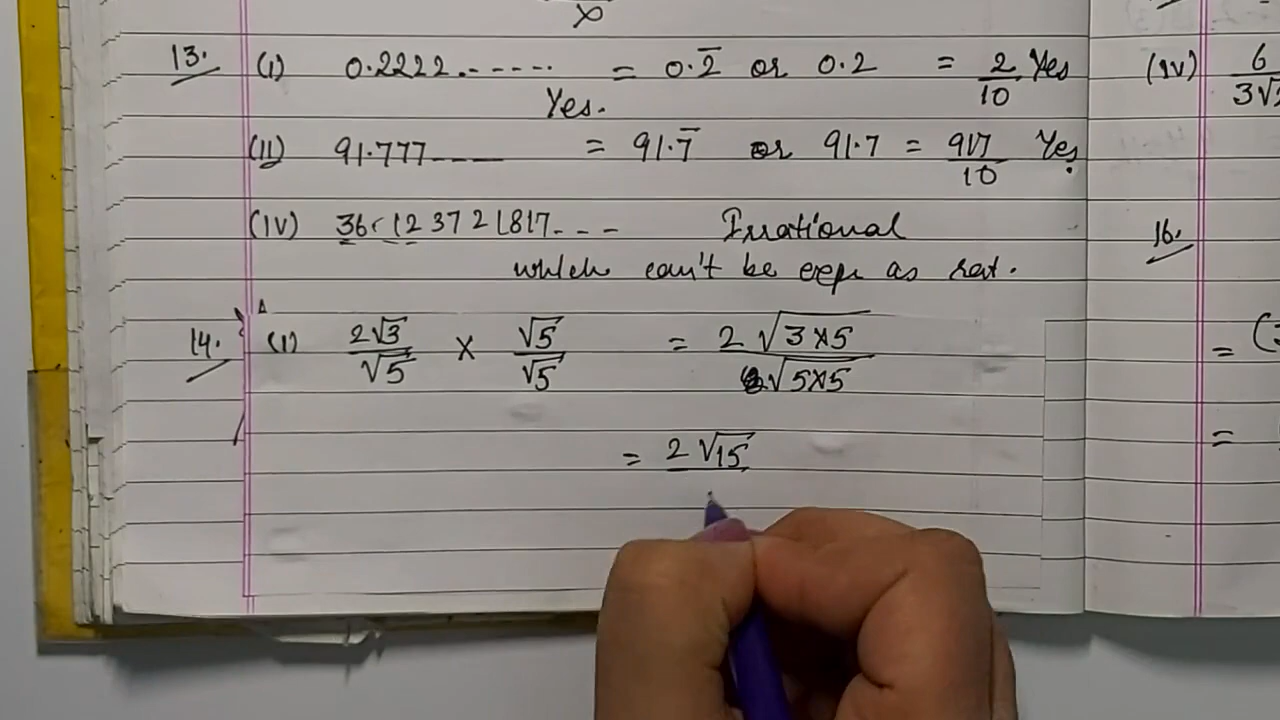 13. (I) 0.2222...... = 0.2̅ or 0.2 = 2/10 Yes
Yes.
(II) 91.777---- = 91.7̅ or 91.7 = 917/10 Yes.
(IV) 36.123721817--- Irrational
which can't be exp as rat.
14. (I) 2√3/√5 × √5/√5 = 2√3×5/√5×5
= 2√15
(IV) 6/3√
16.
= (
=